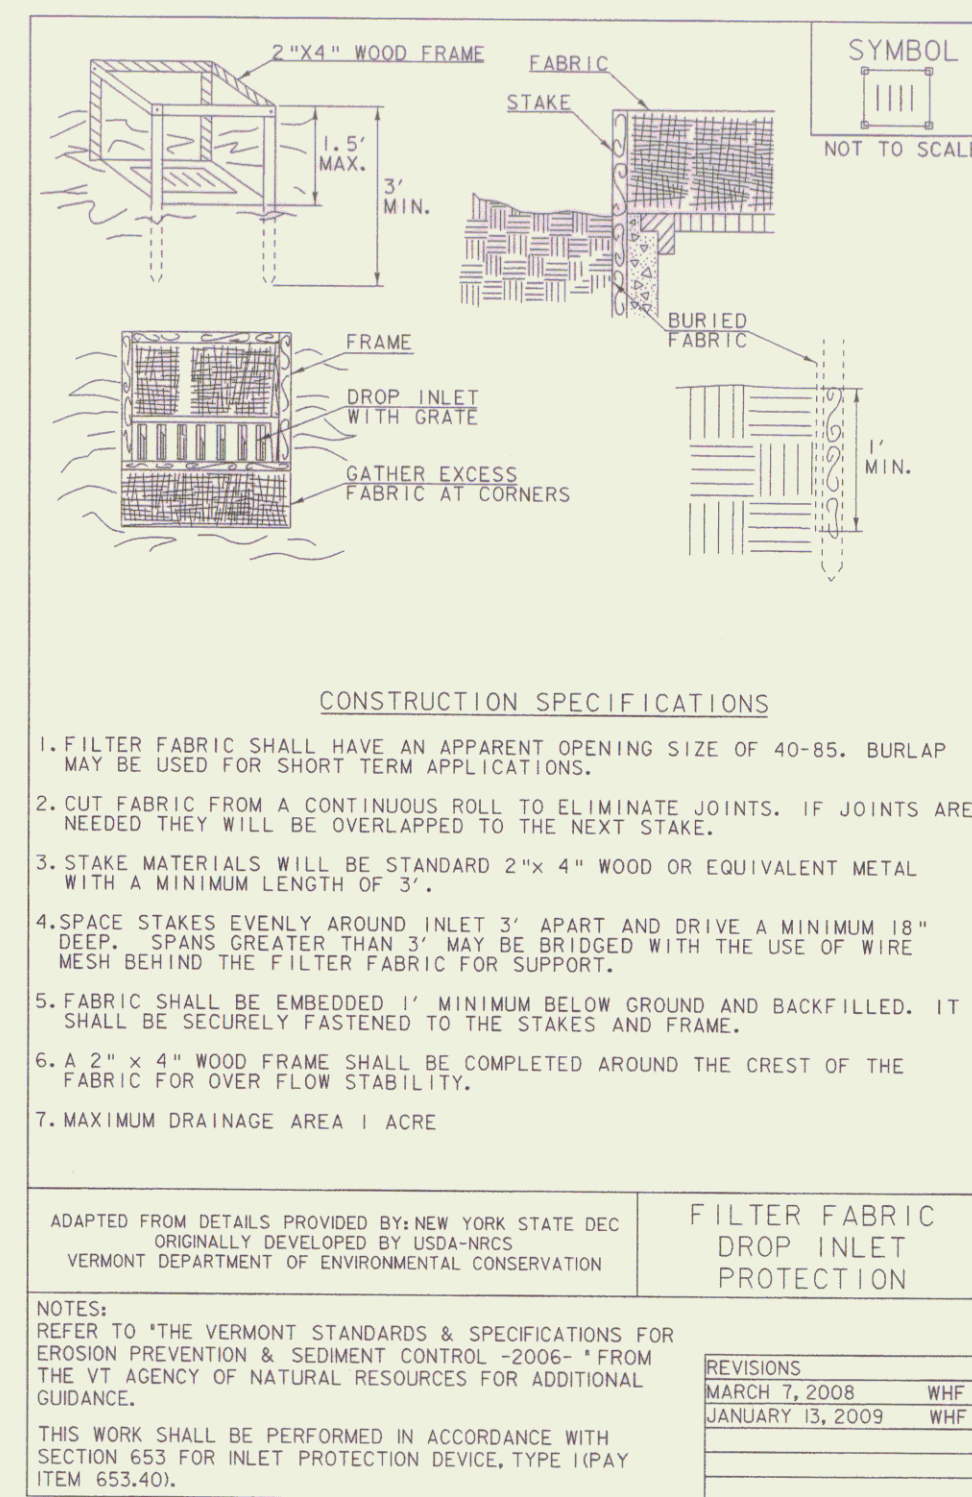 2"X4" WOOD FRAME
1.5'
MAX.
3'
MIN.
FABRIC
STAKE
SYMBOL
NOT TO SCALE
BURIED
FABRIC
FRAME
DROP INLET
WITH GRATE
GATHER EXCESS
FABRIC AT CORNERS
1'
MIN.
CONSTRUCTION SPECIFICATIONS
1. FILTER FABRIC SHALL HAVE AN APPARENT OPENING SIZE OF 40-85. BURLAP
MAY BE USED FOR SHORT TERM APPLICATIONS.
2. CUT FABRIC FROM A CONTINUOUS ROLL TO ELIMINATE JOINTS. IF JOINTS ARE
NEEDED THEY WILL BE OVERLAPPED TO THE NEXT STAKE.
3. STAKE MATERIALS WILL BE STANDARD 2"x 4" WOOD OR EQUIVALENT METAL
WITH A MINIMUM LENGTH OF 3'.
4. SPACE STAKES EVENLY AROUND INLET 3' APART AND DRIVE A MINIMUM 18"
DEEP. SPANS GREATER THAN 3' MAY BE BRIDGED WITH THE USE OF WIRE
MESH BEHIND THE FILTER FABRIC FOR SUPPORT.
5. FABRIC SHALL BE EMBEDDED 1' MINIMUM BELOW GROUND AND BACKFILLED. IT
SHALL BE SECURELY FASTENED TO THE STAKES AND FRAME.
6. A 2" x 4" WOOD FRAME SHALL BE COMPLETED AROUND THE CREST OF THE
FABRIC FOR OVER FLOW STABILITY.
7. MAXIMUM DRAINAGE AREA 1 ACRE
ADAPTED FROM DETAILS PROVIDED BY: NEW YORK STATE DEC
ORIGINALLY DEVELOPED BY USDA-NRCS
VERMONT DEPARTMENT OF ENVIRONMENTAL CONSERVATION
FILTER FABRIC
DROP INLET
PROTECTION
NOTES:
REFER TO "THE VERMONT STANDARDS & SPECIFICATIONS FOR
EROSION PREVENTION & SEDIMENT CONTROL -2006- " FROM
THE VT AGENCY OF NATURAL RESOURCES FOR ADDITIONAL
GUIDANCE.
THIS WORK SHALL BE PERFORMED IN ACCORDANCE WITH
SECTION 653 FOR INLET PROTECTION DEVICE, TYPE I(PAY
ITEM 653.40).
REVISIONS
MARCH 7, 2008 WHF
JANUARY 13, 2009 WHF